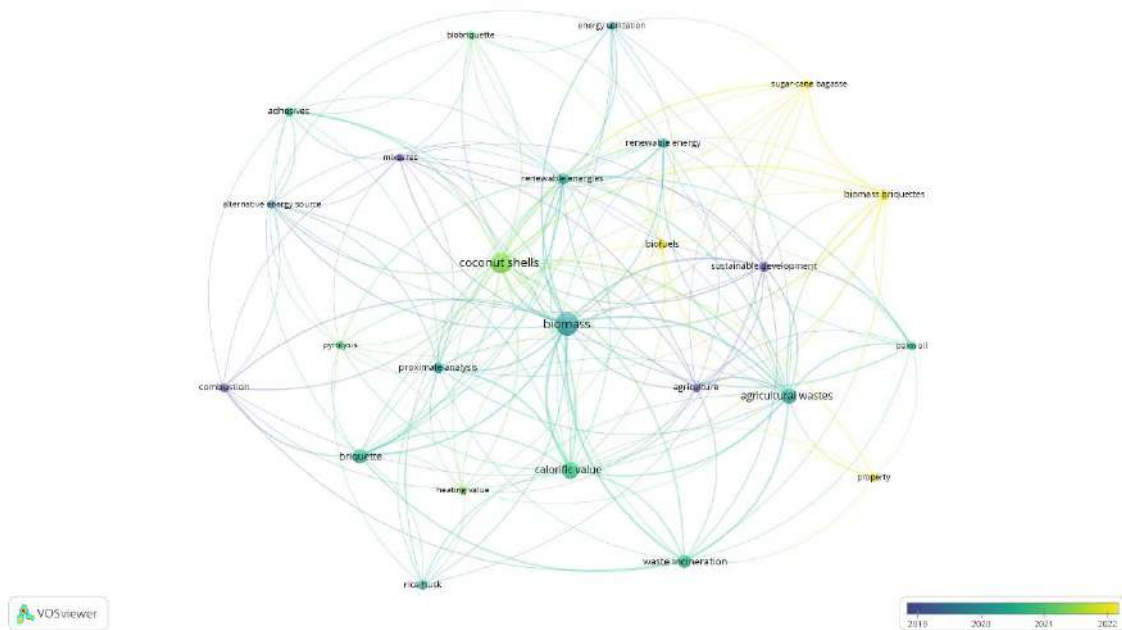 energy utilization
biobriquette
sugar-cane bagasse
adhesives
renewable energy
mixtures
renewable energies
biomass briquettes
alternative energy source
biofuels
coconut shells
sustainable development
biomass
pyrolysis
palm oil
proximate analysis
combustion
agriculture
agricultural wastes
briquette
calorific value
property
heating value
waste incineration
rice husk
VOSviewer
2019 2020 2021 2022